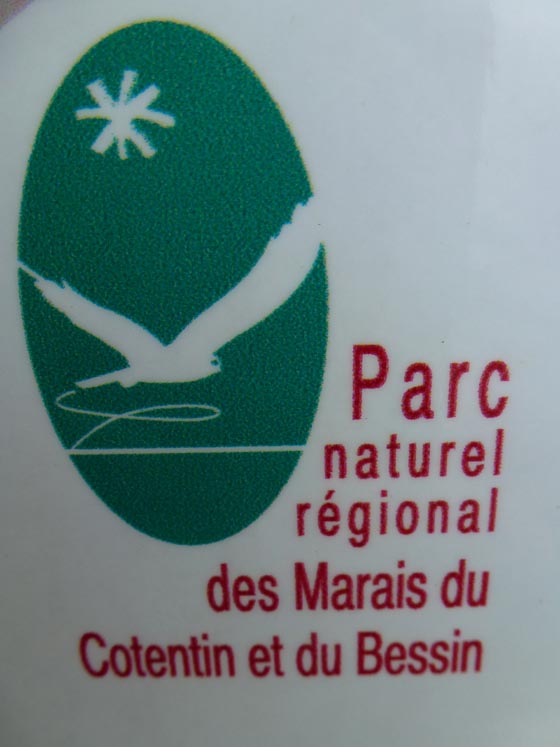 Parc
naturel
régional
des Marais du
Cotentin et du Bessin